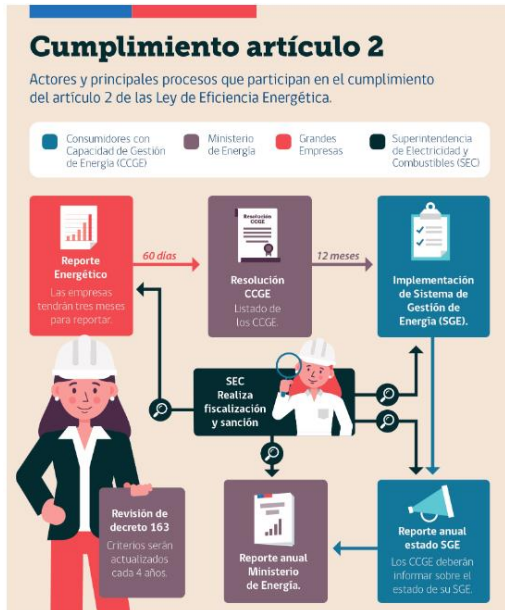 Cumplimiento artículo 2
Actores y principales procesos que participan en el cumplimiento
del artículo 2 de las Ley de Eficiencia Energética.
Consumidores con
Capacidad de Gestión
de Energía (CCGE)
Ministerio
de Energía
Grandes
Empresas
Superintendencia
de Electricidad y
Combustibles (SEC)
Reporte
Energético
Las empresas
tendrán tres meses
para reportar.
60 días
Resolución
CCGE
Resolución
CCGE
Listado de
los CCGE.
12 meses
Implementación
de Sistema de
Gestión de
Energía (SGE).
SEC
Realiza
fiscalización
y sanción
Revisión de
decreto 163
Criterios serán
actualizados
cada 4 años.
Reporte anual
Ministerio
de Energía.
Reporte anual
estado SGE
Los CCGE deberán
informar sobre el
estado de su SGE.